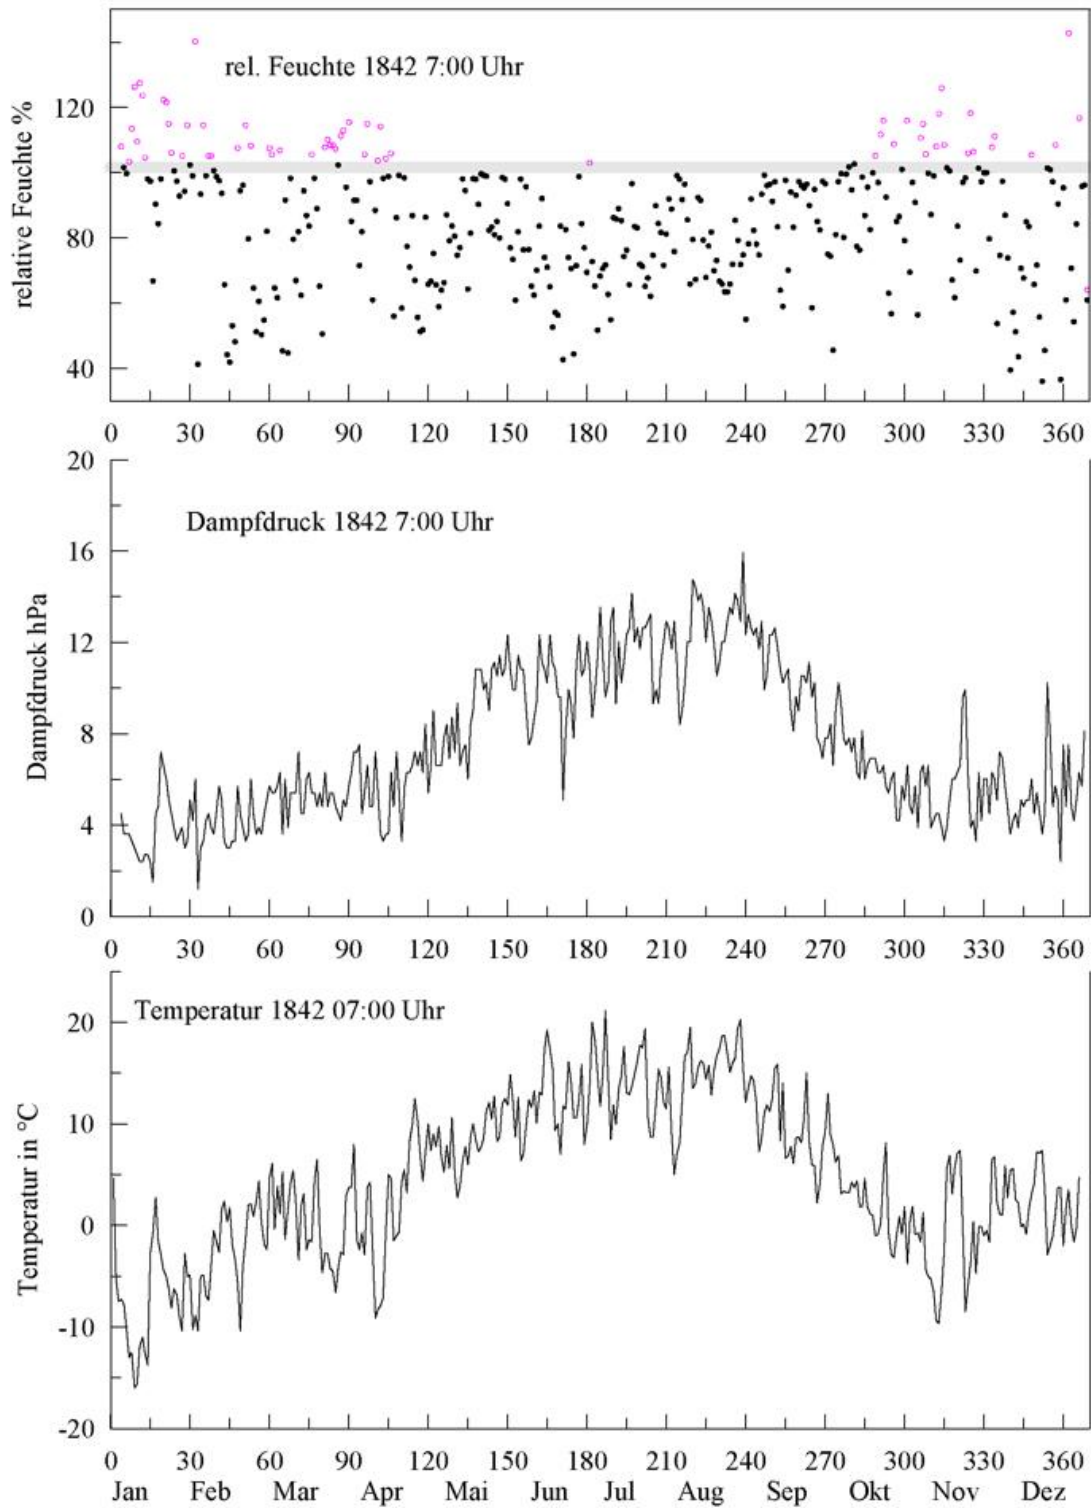 rel. Feuchte 1842 7:00 Uhr
relative Feuchte %
120
80
40
0 30 60 90 120 150 180 210 240 270 300 330 360
20
Dampfdruck 1842 7:00 Uhr
16
Dampfdruck hPa
12
8
4
0
0 30 60 90 120 150 180 210 240 270 300 330 360
Temperatur 1842 07:00 Uhr
20
Temperatur in °C
10
0
-10
-20
0 30 60 90 120 150 180 210 240 270 300 330 360
Jan Feb Mar Apr Mai Jun Jul Aug Sep Okt Nov Dez